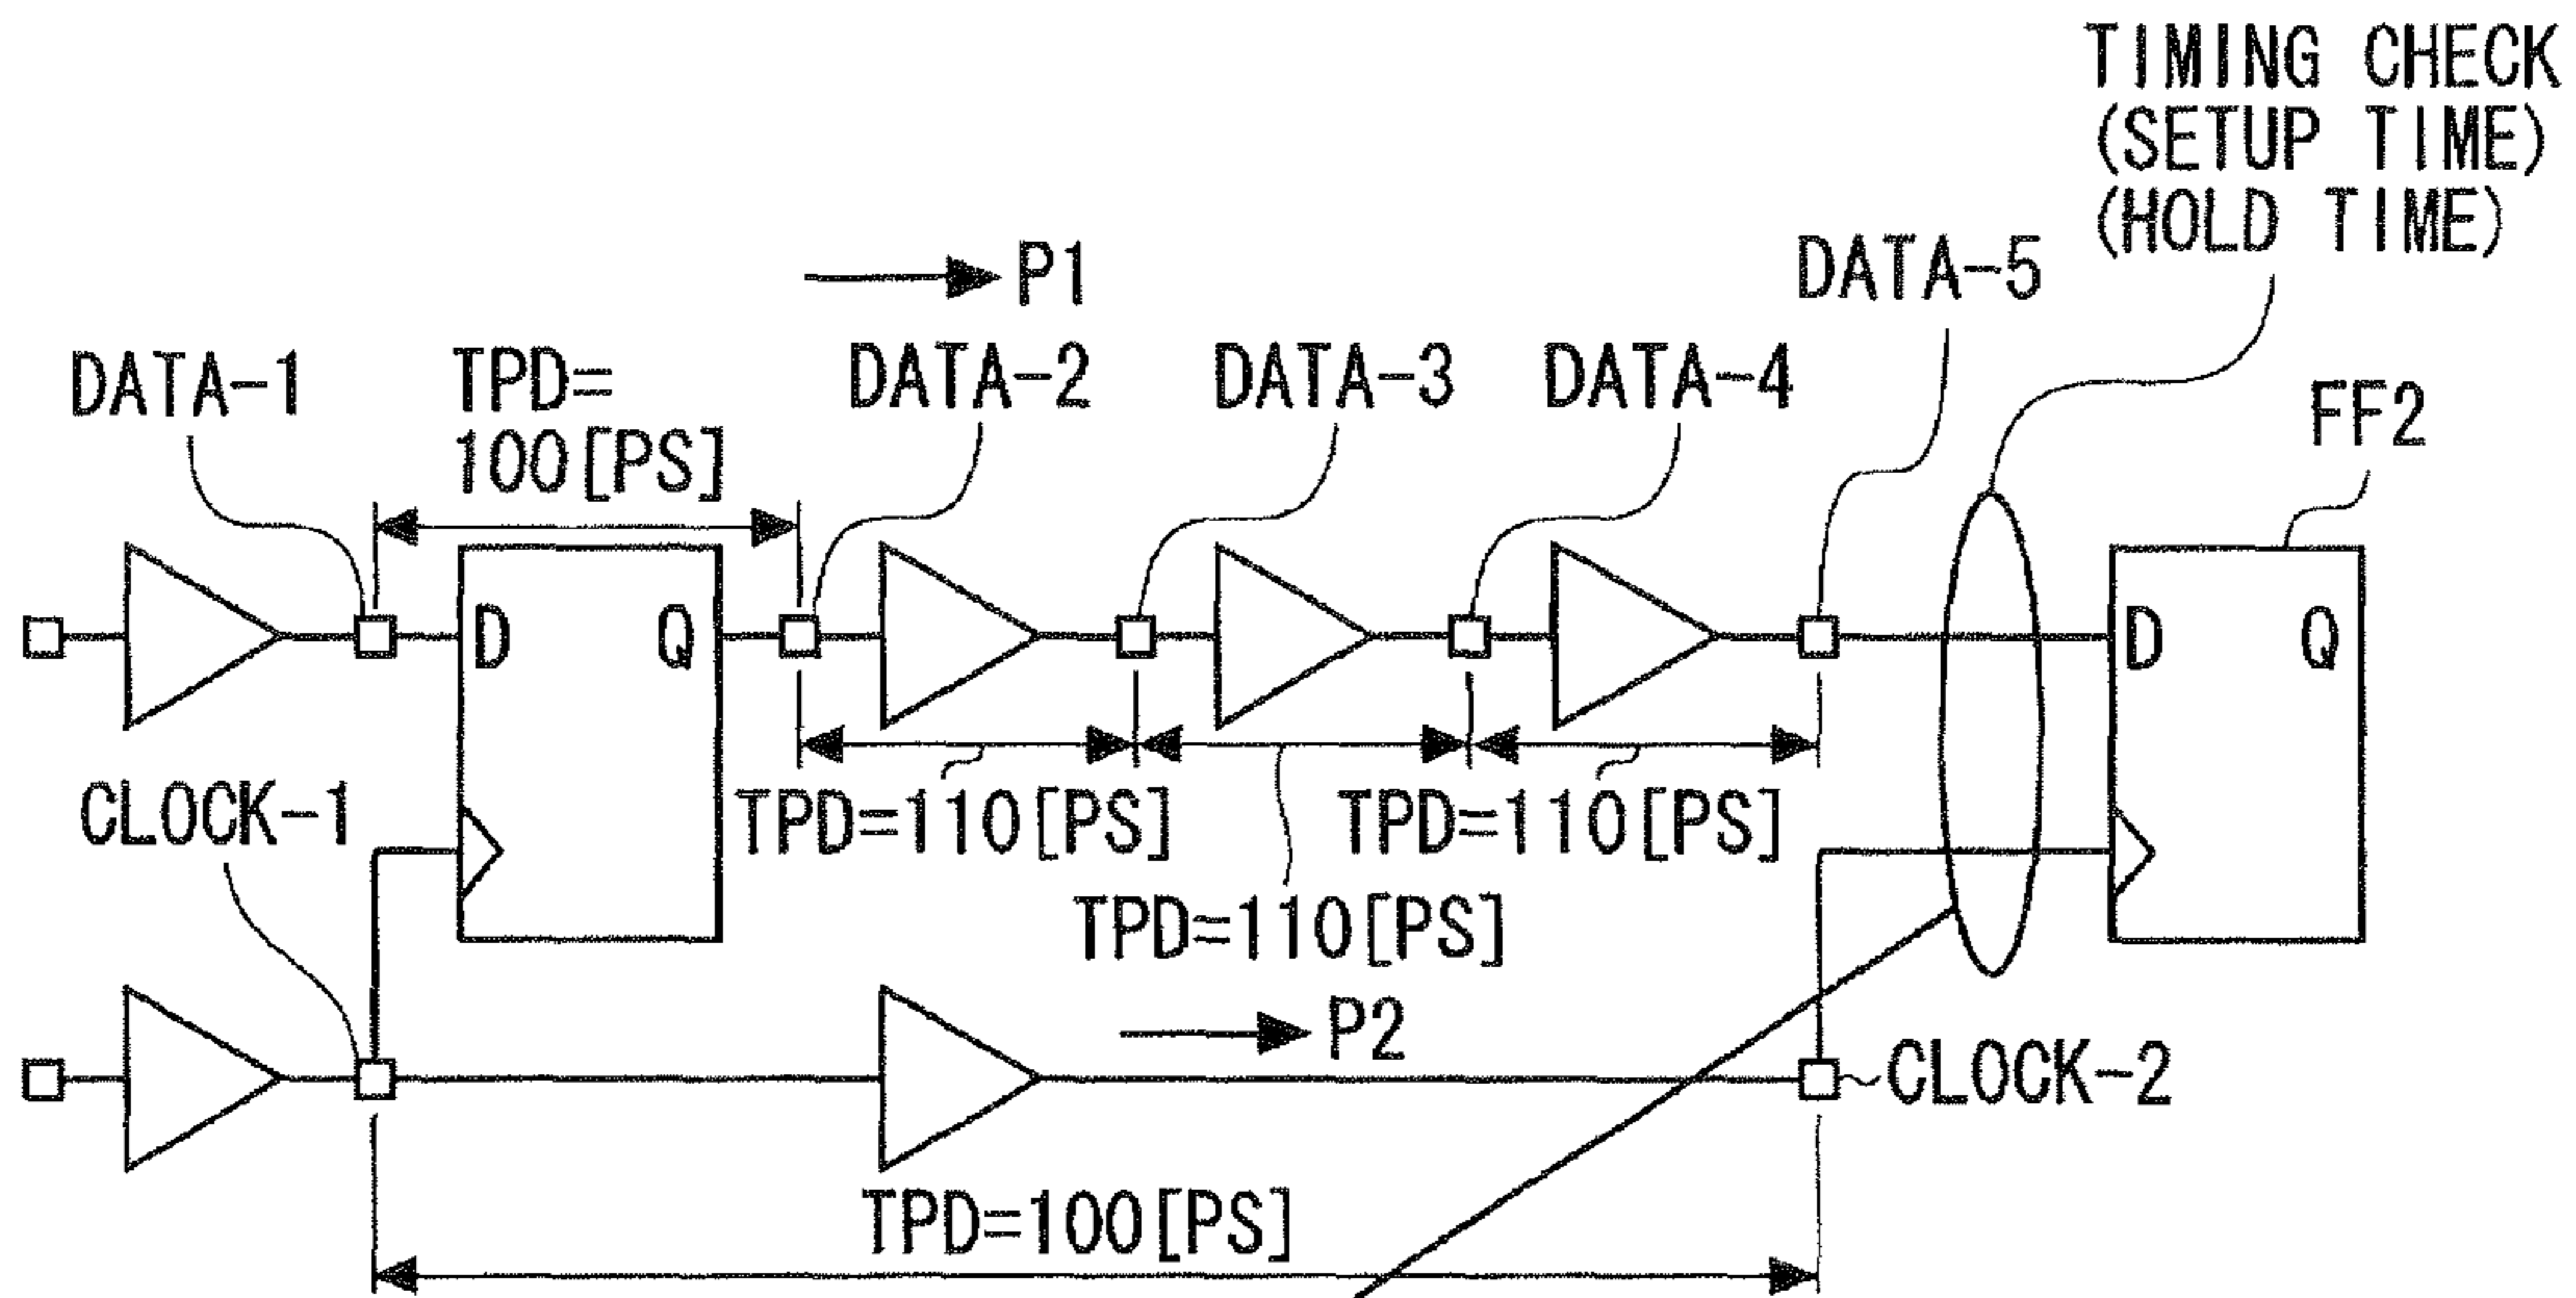 TIMING CHECK
(SETUP TIME)
(HOLD TIME)
P1
DATA-5
DATA-1
TPD=
100[PS]
DATA-2
DATA-3
DATA-4
FF2
D
Q
D
Q
CLOCK-1
TPD=110[PS]
TPD=110[PS]
TPD=110[PS]
P2
CLOCK-2
TPD=100[PS]